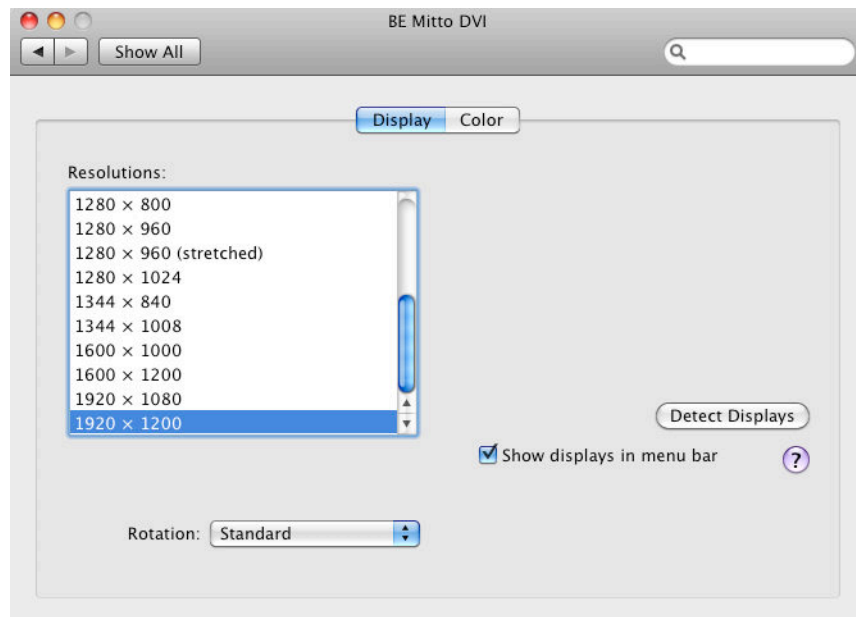 BE Mitto DVI
Show All
Display Color
Resolutions:
1280 × 800
1280 × 960
1280 × 960 (stretched)
1280 × 1024
1344 × 840
1344 × 1008
1600 × 1000
1600 × 1200
1920 × 1080
1920 × 1200
Detect Displays
Show displays in menu bar ?
Rotation: Standard